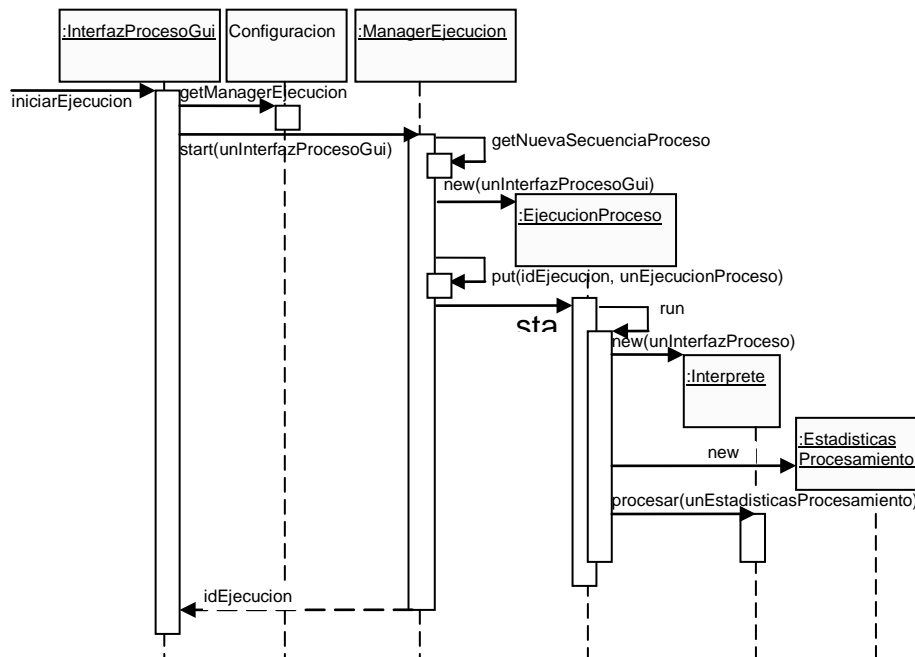 :InterfazProcesoGui
Configuracion
:ManagerEjecucion
iniciarEjecucion
getManagerEjecucion
start(unInterfazProcesoGui)
getNuevaSecuenciaProceso
new(unInterfazProcesoGui)
:EjecucionProceso
put(idEjecucion, unEjecucionProceso)
sta
run
new(unInterfazProceso)
:Interprete
:Estadisticas
Procesamiento
new
procesar(unEstadisticasProcesamiento)
idEjecucion